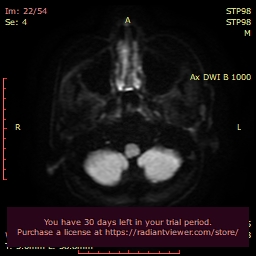 Im: 22/54
Se: 4
STP98
STP98
M
A
Ax DWI B 1000
R
L
You have 30 days left in your trial period.
Purchase a license at https://radiantviewer.com/store/